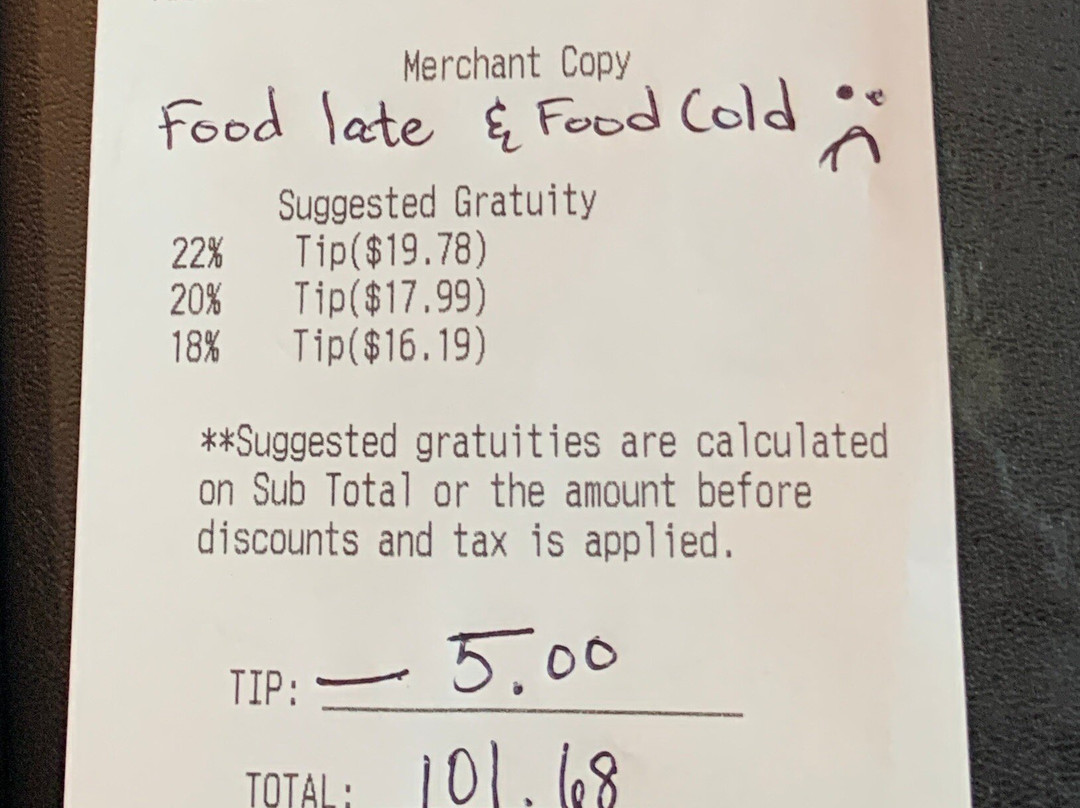 Merchant Copy
Food late & Food Cold
Suggested Gratuity
22% Tip($19.78)
20% Tip($17.99)
18% Tip($16.19)
**Suggested gratuities are calculated
on Sub Total or the amount before
discounts and tax is applied.
TIP: — 5.00
TOTAL: 101.68